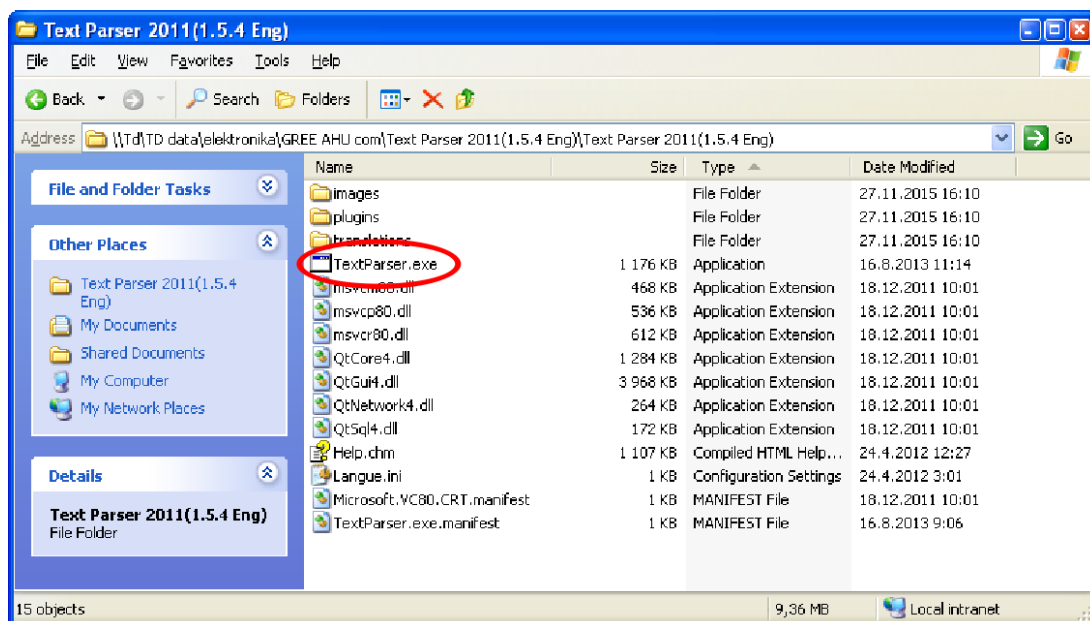 Text Parser 2011(1.5.4 Eng)
File Edit View Favorites Tools Help
Back Search Folders
Address \\Td\TD data\elektronika\GREE AHU com\Text Parser 2011(1.5.4 Eng)\Text Parser 2011(1.5.4 Eng) Go
File and Folder Tasks
Other Places
Text Parser 2011(1.5.4
Eng)
My Documents
Shared Documents
My Computer
My Network Places
Details
Text Parser 2011(1.5.4 Eng)
File Folder
Name Size Type Date Modified
images File Folder 27.11.2015 16:10
plugins File Folder 27.11.2015 16:10
translations File Folder 27.11.2015 16:10
TextParser.exe 1 176 KB Application 16.8.2013 11:14
msvcm80.dll 468 KB Application Extension 18.12.2011 10:01
msvcp80.dll 536 KB Application Extension 18.12.2011 10:01
msvcr80.dll 612 KB Application Extension 18.12.2011 10:01
QtCore4.dll 1 284 KB Application Extension 18.12.2011 10:01
QtGui4.dll 3 968 KB Application Extension 18.12.2011 10:01
QtNetwork4.dll 264 KB Application Extension 18.12.2011 10:01
QtSql4.dll 172 KB Application Extension 18.12.2011 10:01
Help.chm 1 107 KB Compiled HTML Help... 24.4.2012 12:27
Langue.ini 1 KB Configuration Settings 24.4.2012 3:01
Microsoft.VC80.CRT.manifest 1 KB MANIFEST File 18.12.2011 10:01
TextParser.exe.manifest 1 KB MANIFEST File 16.8.2013 9:06
15 objects 9,36 MB Local intranet